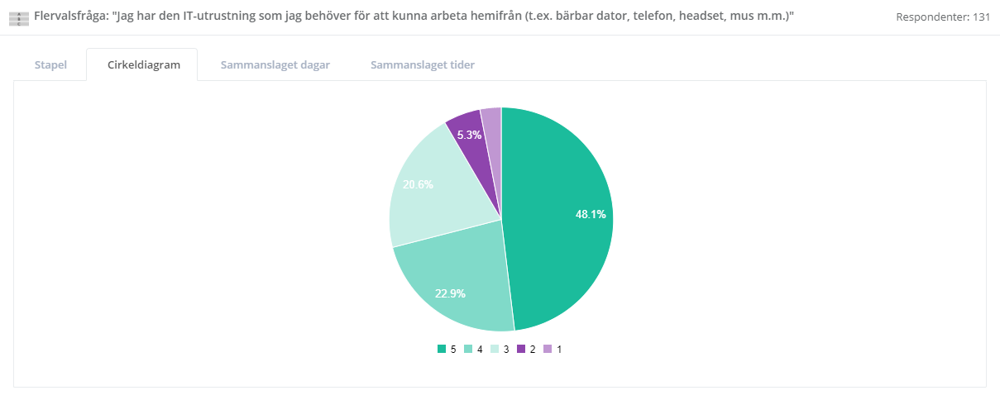 Flervalsfråga: "Jag har den IT-utrustning som jag behöver för att kunna arbeta hemifrån (t.ex. bärbar dator, telefon, headset, mus m.m.)"
Respondenter: 131
Stapel
Cirkeldiagram
Sammanslaget dagar
Sammanslaget tider
5.3%
20.6%
48.1%
22.9%
5 4 3 2 1